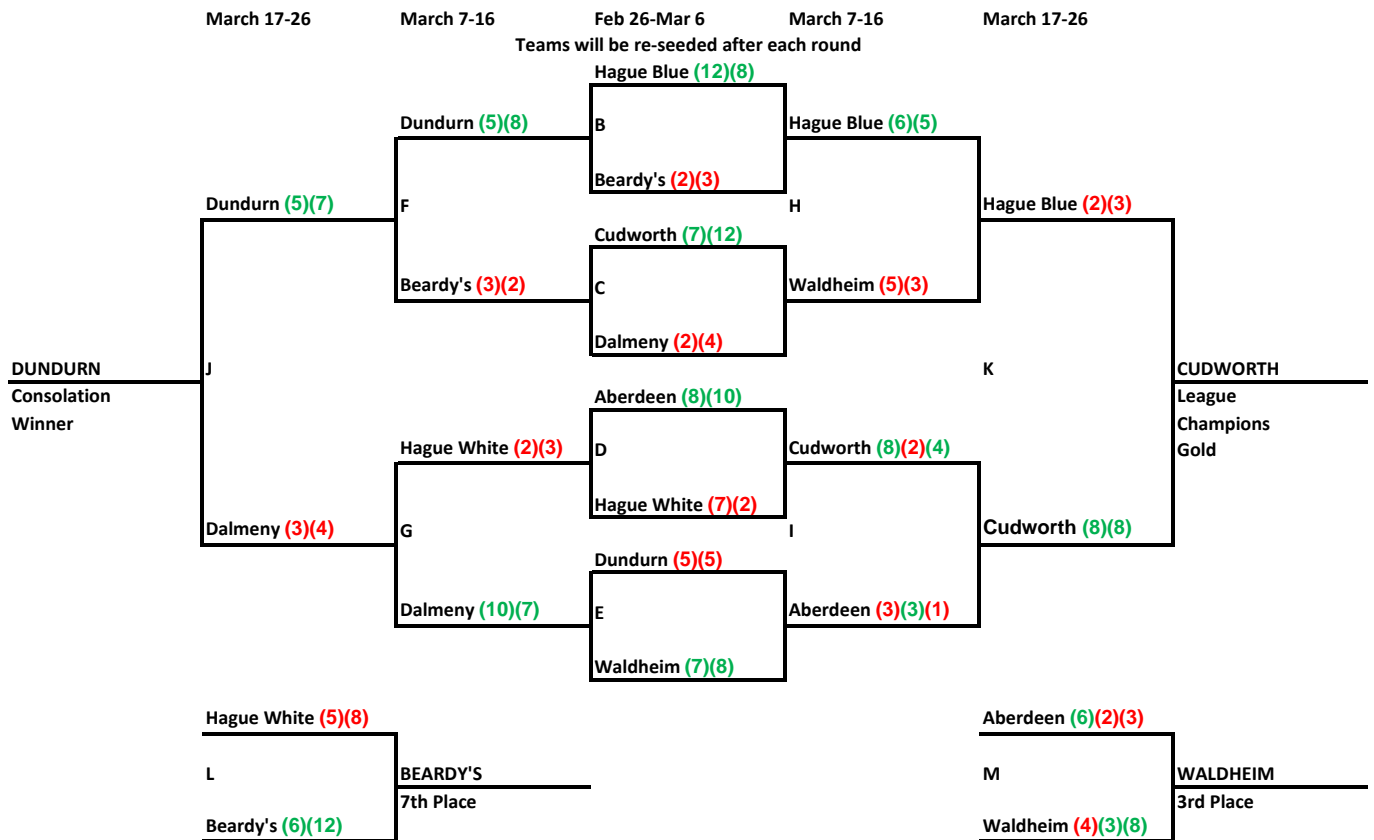 March 17-26 March 7-16 Feb 26-Mar 6 March 7-16 March 17-26
Teams will be re-seeded after each round
Hague Blue (12)(8)
Dundurn (5)(8) B Hague Blue (6)(5)
Beardy's (2)(3)
Dundurn (5)(7) F H Hague Blue (2)(3)
Cudworth (7)(12)
Beardy's (3)(2) C Waldheim (5)(3)
Dalmeny (2)(4)
DUNDURN J K CUDWORTH
Consolation Aberdeen (8)(10) League
Winner Champions
Hague White (2)(3) D Cudworth (8)(2)(4) Gold
Hague White (7)(2)
Dalmeny (3)(4) G I Cudworth (8)(8)
Dundurn (5)(5)
Dalmeny (10)(7) E Aberdeen (3)(3)(1)
Waldheim (7)(8)
Hague White (5)(8) Aberdeen (6)(2)(3)
L BEARDY'S M WALDHEIM
7th Place 3rd Place
Beardy's (6)(12) Waldheim (4)(3)(8)